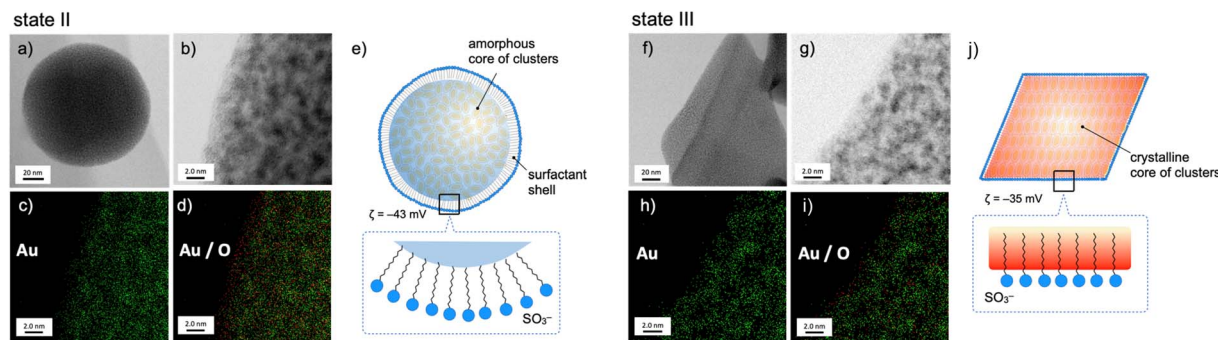 state II
a)
20 nm
b)
2.0 nm
c)
Au
2.0 nm
d)
Au / O
2.0 nm
e)
amorphous
core of clusters
surfactant
shell
ζ = –43 mV
SO₃⁻
state III
f)
20 nm
g)
2.0 nm
h)
Au
2.0 nm
i)
Au / O
2.0 nm
j)
crystalline
core of clusters
ζ = –35 mV
SO₃⁻